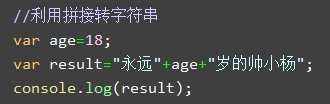 //利用拼接转字符串
var age=18;
var result="永远"+age+"岁的帅小杨";
console.log(result);